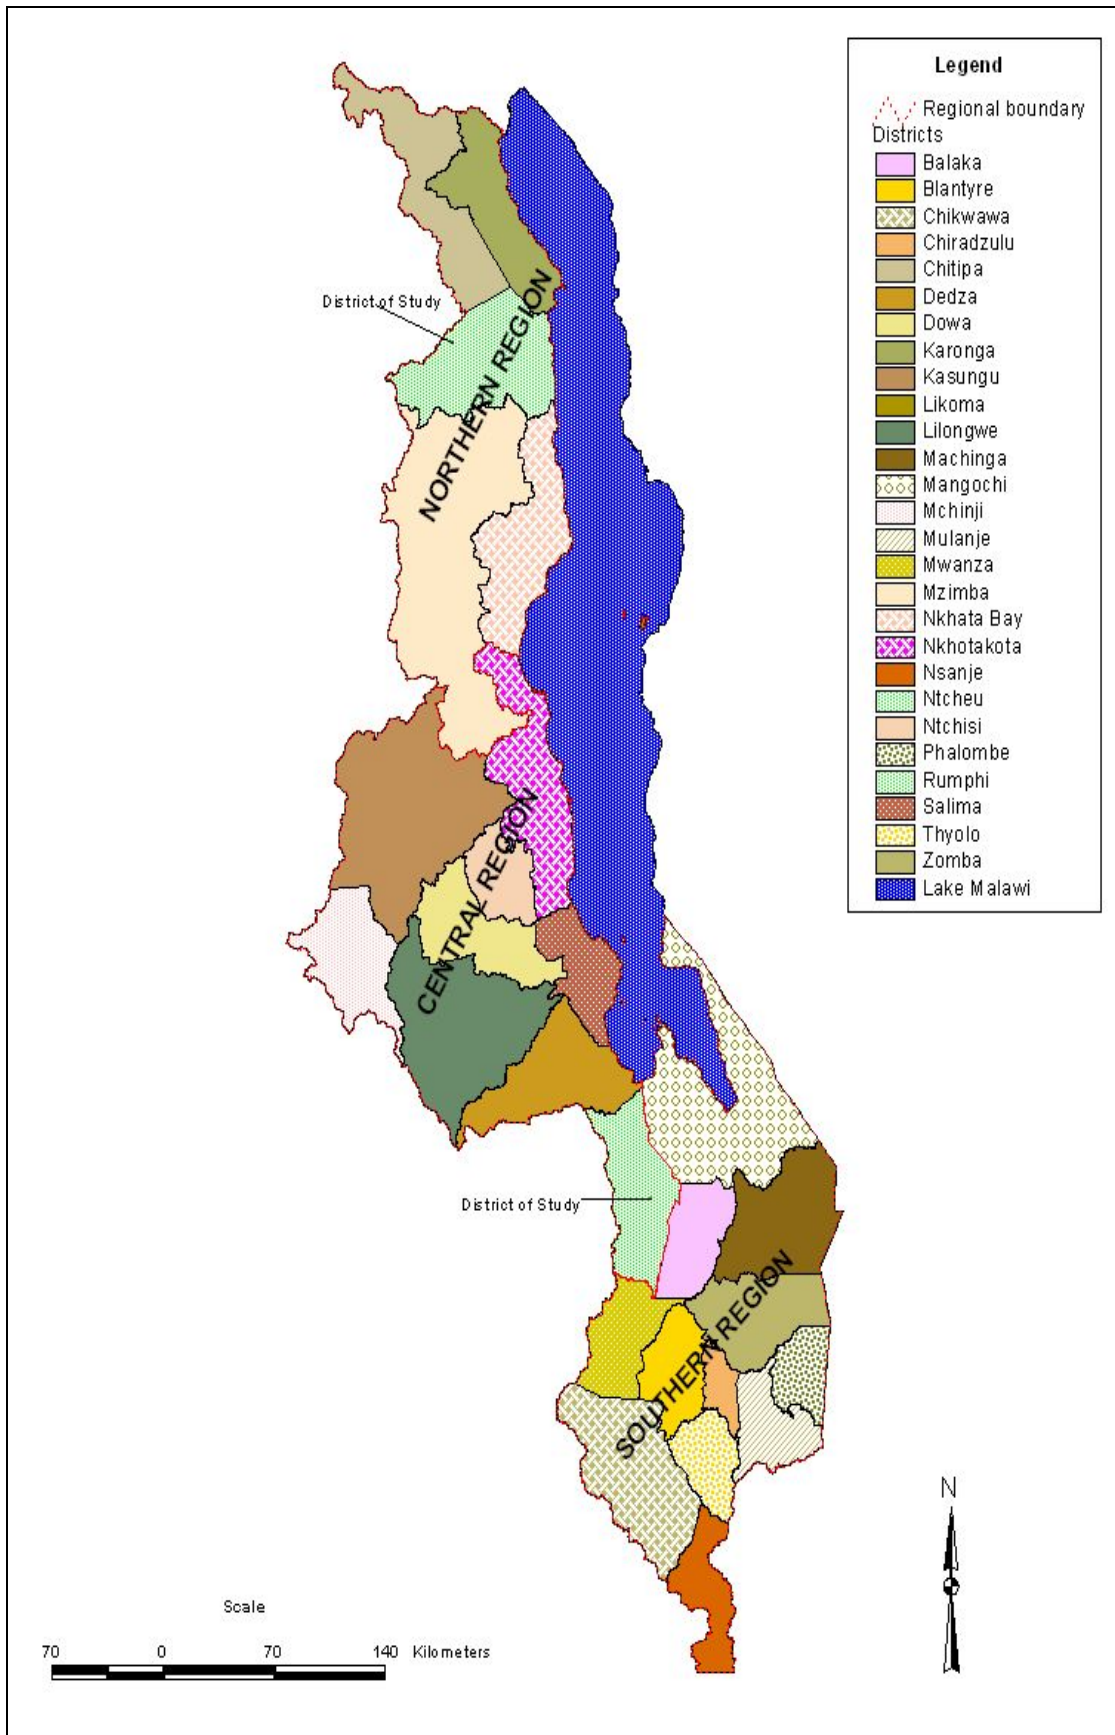 Legend
Regional boundary
Districts
Balaka
Blantyre
Chikwawa
Chiradzulu
Chitipa
Dedza
Dowa
Karonga
Kasungu
Likoma
Lilongwe
Machinga
Mangochi
Mchinji
Mulanje
Mwanza
Mzimba
Nkhata Bay
Nkhotakota
Nsanje
Ntcheu
Ntchisi
Phalombe
Rumphi
Salima
Thyolo
Zomba
Lake Malawi
District of Study
NORTHERN REGION
CENTRAL REGION
District of Study
SOUTHERN REGION
N
Scale
70 0 70 140 Kilometers